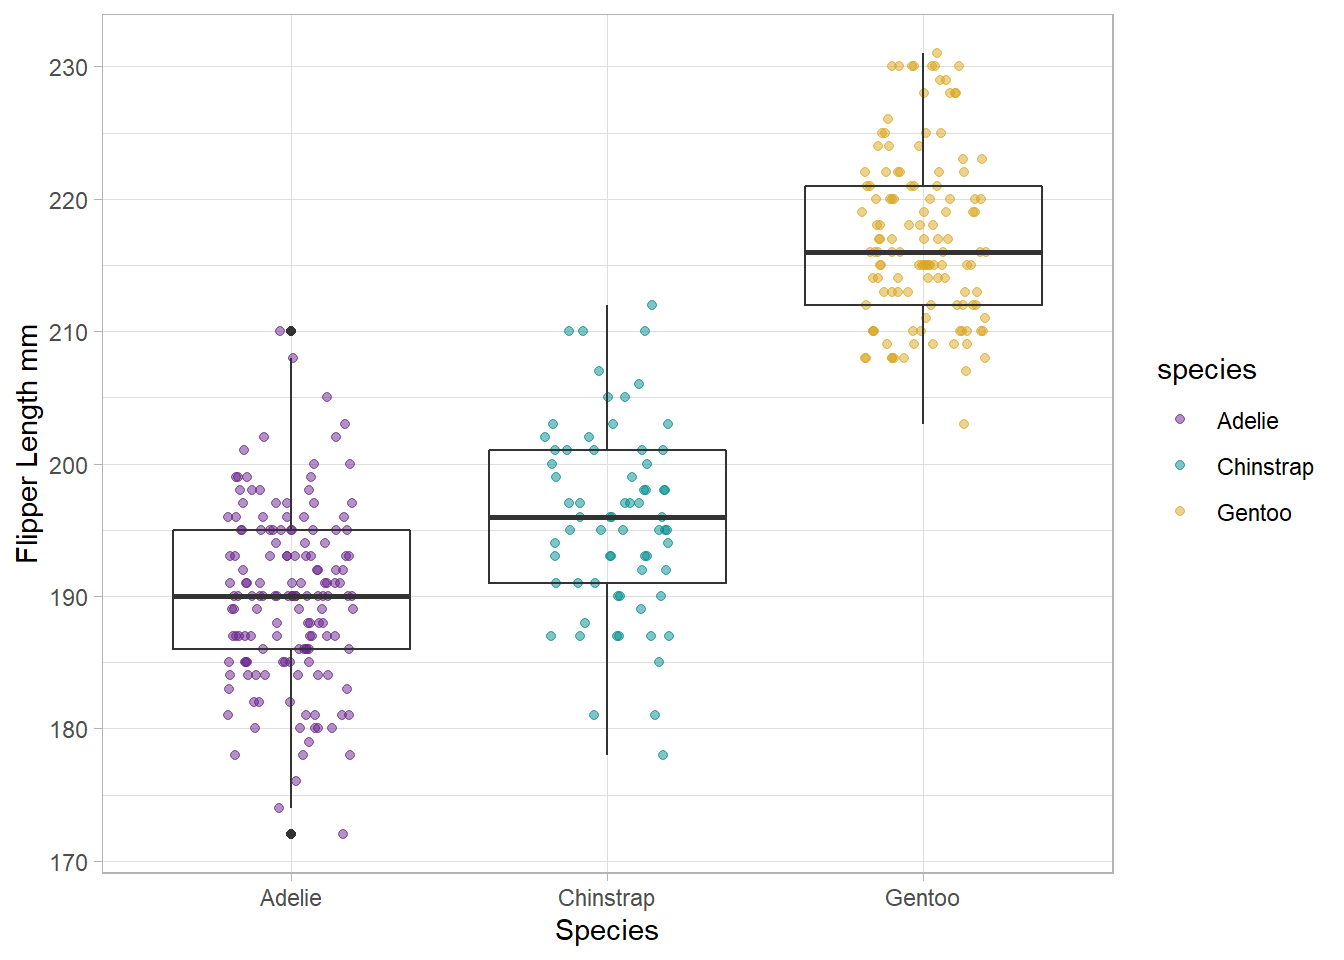 Flipper Length mm
230
220
210
200
190
180
170
Adelie
Chinstrap
Gentoo
Species
species
Adelie
Chinstrap
Gentoo